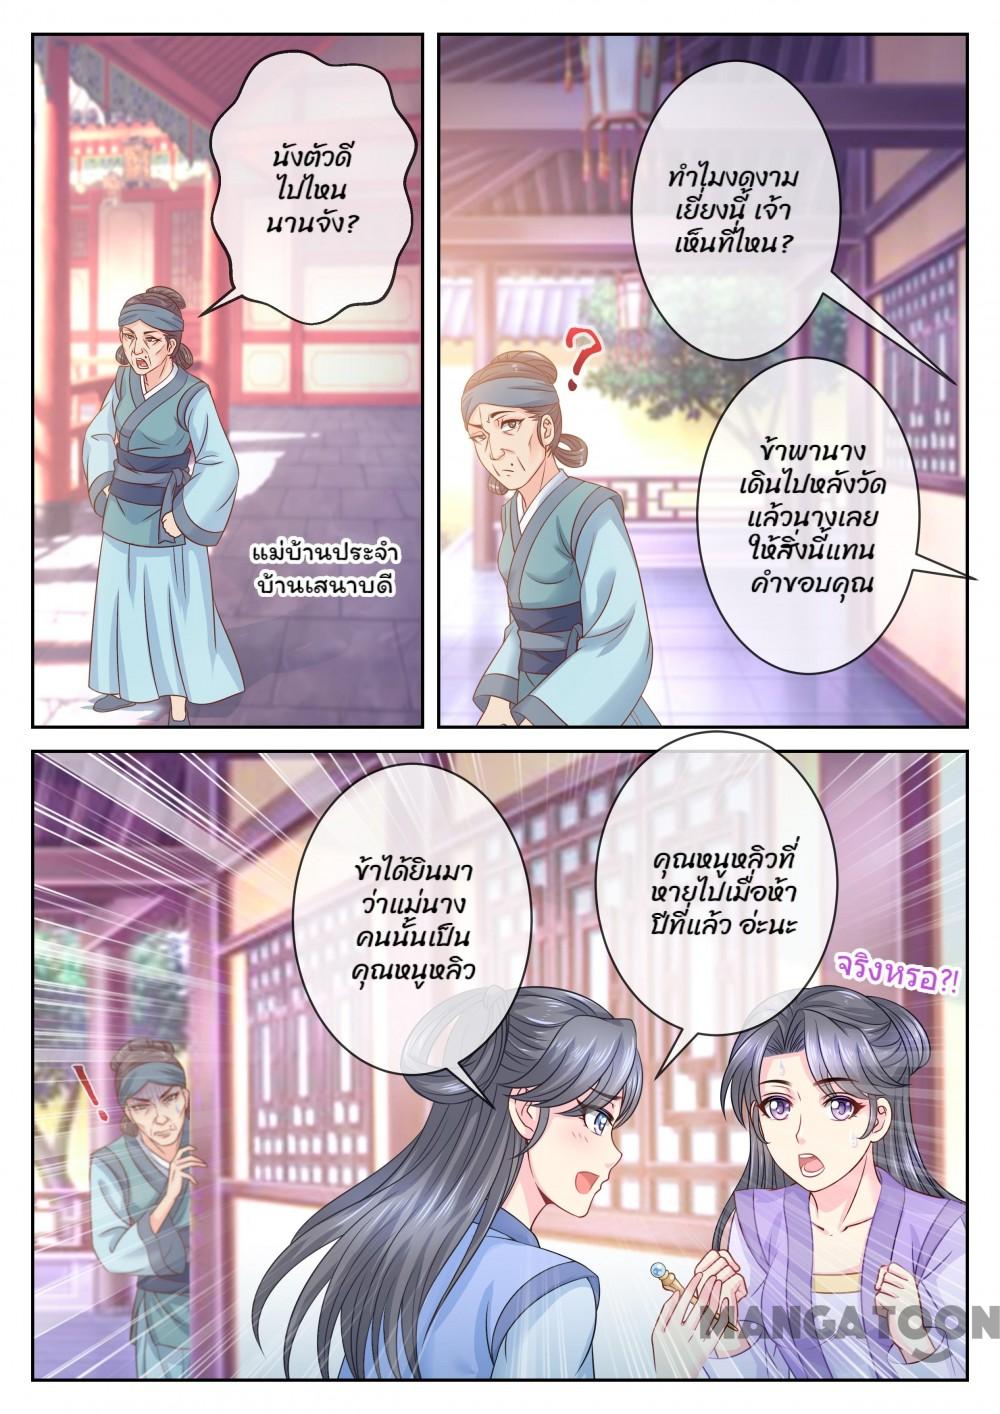 นังตัวดี
ไปไหน
นานจัง?
แม่บ้านประจำ
บ้านเสนาบดี
ทำไมงดงาม
เยี่ยงนี้ เจ้า
เห็นที่ไหน?
?
ข้าพานาง
เดินไปหลังวัด
แล้วนางเลย
ให้สิ่งนี้แทน
คำขอบคุณ
ข้าได้ยินมา
ว่าแม่นาง
คนนั้นเป็น
คุณหนูหลิว
คุณหนูหลิวที่
หายไปเมื่อห้า
ปีที่แล้ว อ่ะนะ
จริงหรอ?!
!
MANGATOON